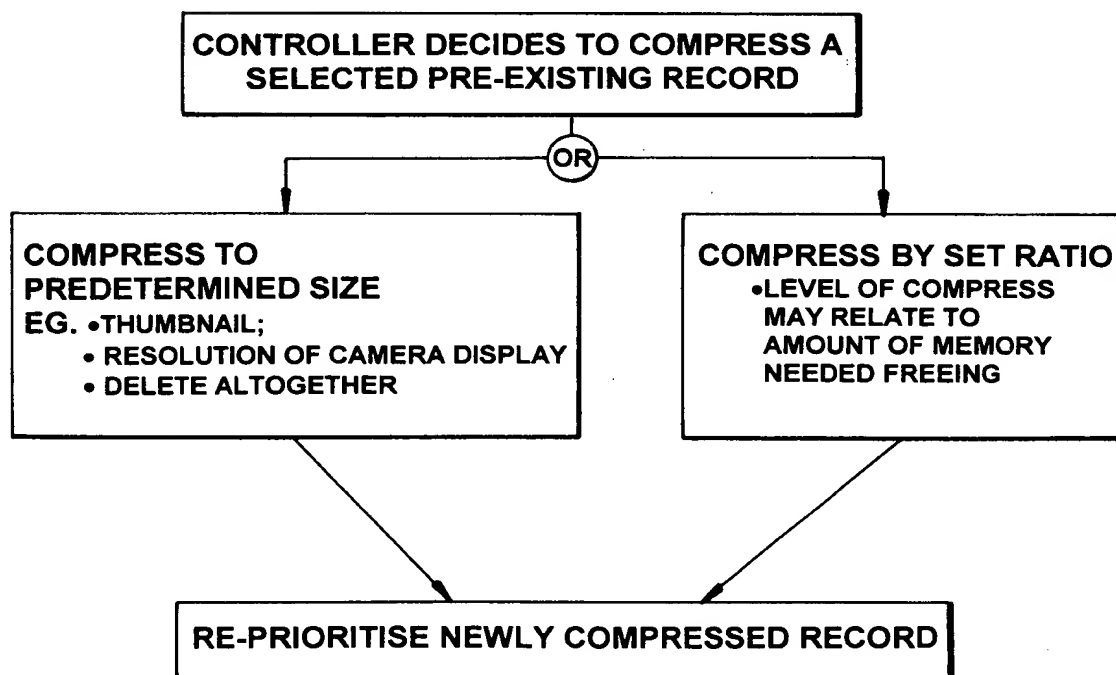 CONTROLLER DECIDES TO COMPRESS A
SELECTED PRE-EXISTING RECORD
OR
COMPRESS TO
PREDETERMINED SIZE
EG. •THUMBNAIL;
• RESOLUTION OF CAMERA DISPLAY
• DELETE ALTOGETHER
COMPRESS BY SET RATIO
•LEVEL OF COMPRESS
MAY RELATE TO
AMOUNT OF MEMORY
NEEDED FREEING
RE-PRIORITISE NEWLY COMPRESSED RECORD